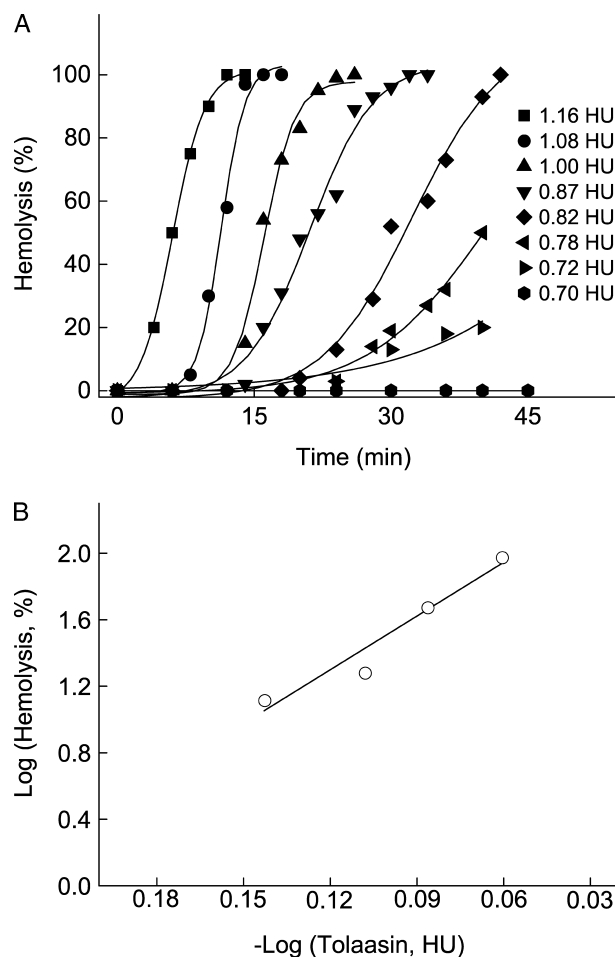 A
Hemolysis (%)
100
80
60
40
20
0
0 15 30 45
Time (min)
1.16 HU
1.08 HU
1.00 HU
0.87 HU
0.82 HU
0.78 HU
0.72 HU
0.70 HU
B
Log (Hemolysis, %)
2.0
1.6
1.2
0.8
0.4
0.0
0.18 0.15 0.12 0.09 0.06 0.03
-Log (Tolaasin, HU)